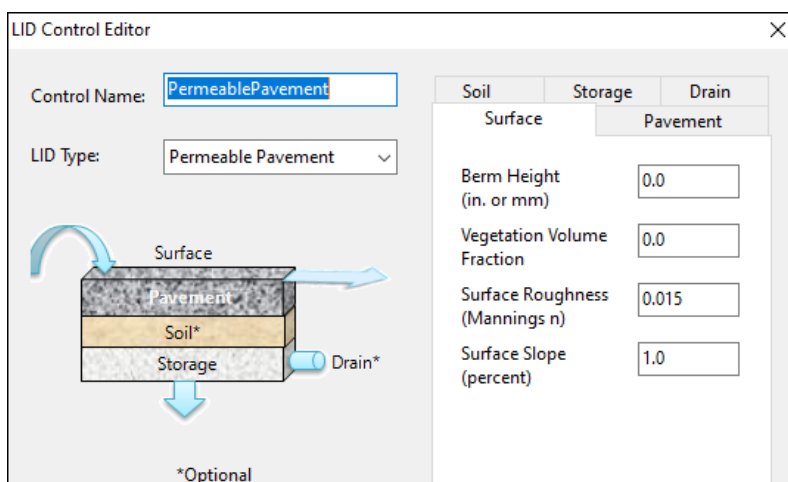 LID Control Editor
Control Name:
PermeablePavement
LID Type:
Permeable Pavement
Surface
Pavement
Soil*
Storage
Drain*
*Optional
Soil
Storage
Drain
Surface
Pavement
Berm Height
(in. or mm)
0.0
Vegetation Volume
Fraction
0.0
Surface Roughness
(Mannings n)
0.015
Surface Slope
(percent)
1.0